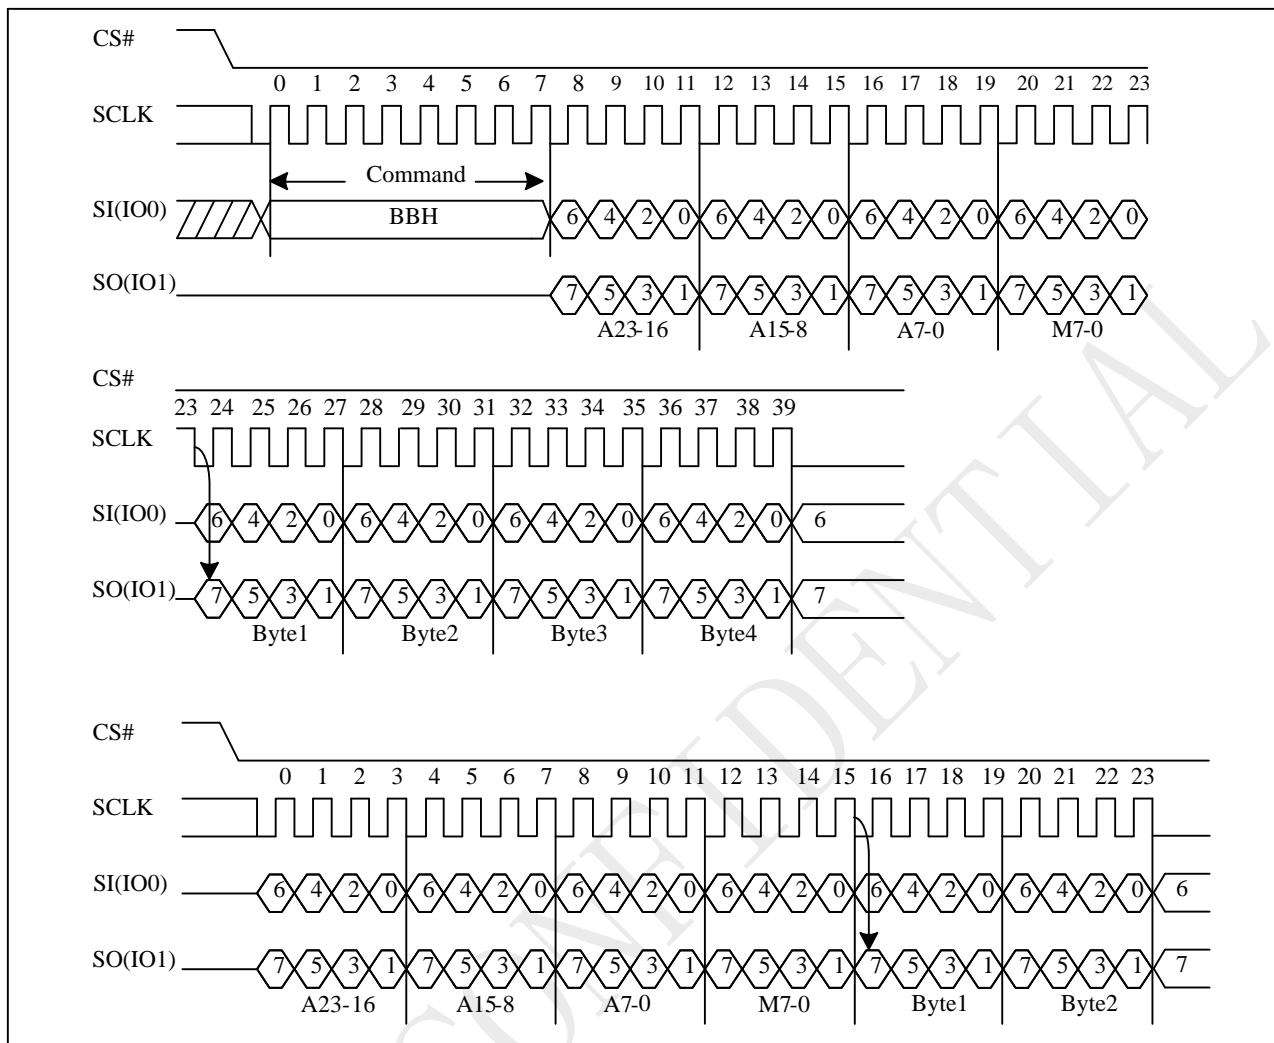 CS#
0 1 2 3 4 5 6 7 8 9 10 11 12 13 14 15 16 17 18 19 20 21 22 23
SCLK
Command
SI(IO0) BBH 6 4 2 0 6 4 2 0 6 4 2 0 6 4 2 0
SO(IO1) 7 5 3 1 7 5 3 1 7 5 3 1 7 5 3 1
A23-16 A15-8 A7-0 M7-0
CS#
23 24 25 26 27 28 29 30 31 32 33 34 35 36 37 38 39
SCLK
SI(IO0) 6 4 2 0 6 4 2 0 6 4 2 0 6 4 2 0 6
SO(IO1) 7 5 3 1 7 5 3 1 7 5 3 1 7 5 3 1 7
Byte1 Byte2 Byte3 Byte4
CS#
0 1 2 3 4 5 6 7 8 9 10 11 12 13 14 15 16 17 18 19 20 21 22 23
SCLK
SI(IO0) 6 4 2 0 6 4 2 0 6 4 2 0 6 4 2 0 6 4 2 0 6 4 2 0 6
SO(IO1) 7 5 3 1 7 5 3 1 7 5 3 1 7 5 3 1 7 5 3 1 7 5 3 1 7
A23-16 A15-8 A7-0 M7-0 Byte1 Byte2
CONFIDENTIAL